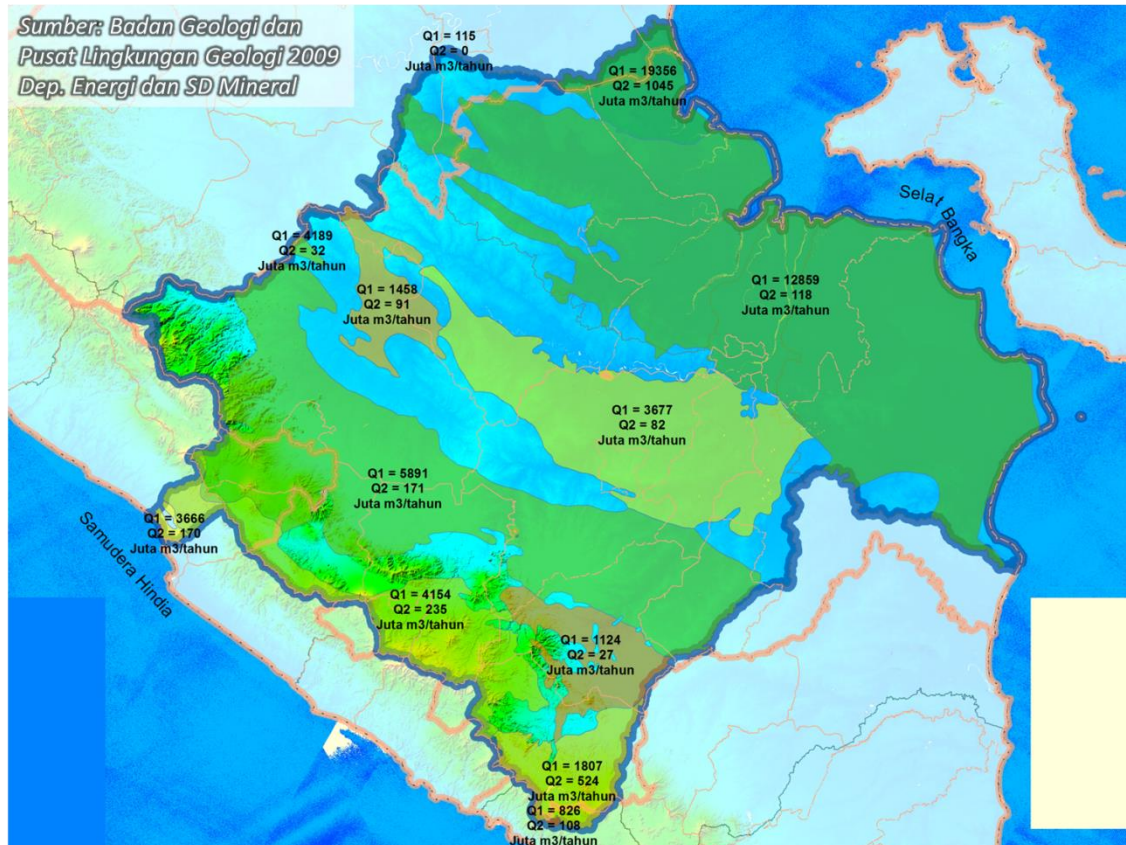 Sumber: Badan Geologi dan
Pusat Lingkungan Geologi 2009
Dep. Energi dan SD Mineral
Q1 = 115
Q2 = 0
Juta m3/tahun
Q1 = 19356
Q2 = 1045
Juta m3/tahun
Selat Bangka
Q1 = 4189
Q2 = 32
Juta m3/tahun
Q1 = 1458
Q2 = 91
Juta m3/tahun
Q1 = 12859
Q2 = 118
Juta m3/tahun
Q1 = 3677
Q2 = 82
Juta m3/tahun
Q1 = 5891
Q2 = 171
Juta m3/tahun
Q1 = 3666
Q2 = 170
Juta m3/tahun
Samudera Hindia
Q1 = 4154
Q2 = 235
Juta m3/tahun
Q1 = 1124
Q2 = 27
Juta m3/tahun
Q1 = 1807
Q2 = 524
Juta m3/tahun
Q1 = 826
Q2 = 108
Juta m3/tahun